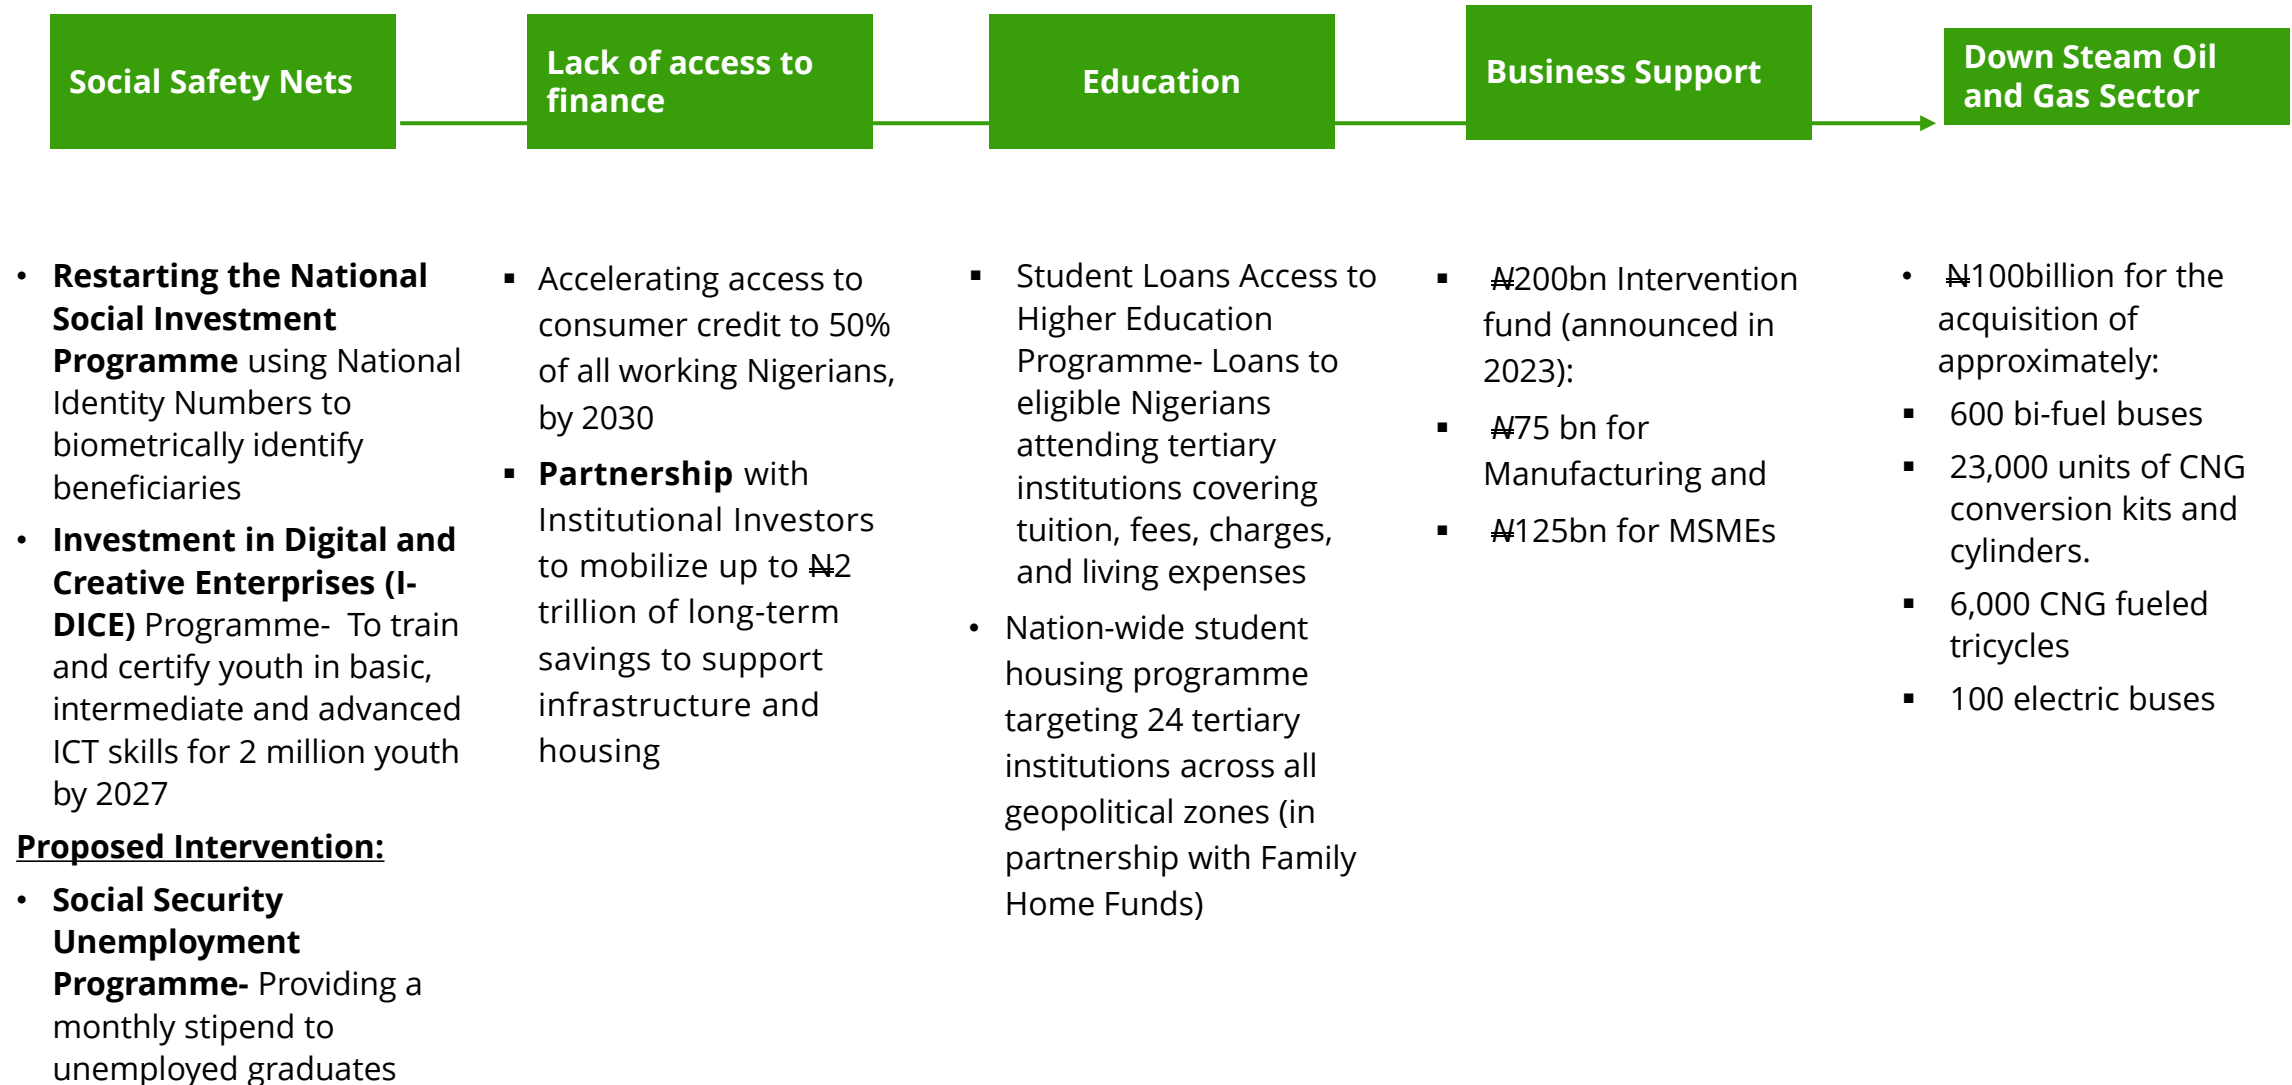 Social Safety Nets
Lack of access to
finance
Education
Business Support
Down Steam Oil
and Gas Sector
• Restarting the National
Social Investment
Programme using National
Identity Numbers to
biometrically identify
beneficiaries
• Investment in Digital and
Creative Enterprises (I-
DICE) Programme-  To train
and certify youth in basic,
intermediate and advanced
ICT skills for 2 million youth
by 2027
Proposed Intervention:
• Social Security
Unemployment
Programme- Providing a
monthly stipend to
unemployed graduates
▪ Accelerating access to
consumer credit to 50%
of all working Nigerians,
by 2030
▪ Partnership with
Institutional Investors
to mobilize up to ₦2
trillion of long-term
savings to support
infrastructure and
housing
▪ Student Loans Access to
Higher Education
Programme- Loans to
eligible Nigerians
attending tertiary
institutions covering
tuition, fees, charges,
and living expenses
• Nation-wide student
housing programme
targeting 24 tertiary
institutions across all
geopolitical zones (in
partnership with Family
Home Funds)
▪ ₦200bn Intervention
fund (announced in
2023):
▪ ₦75 bn for
Manufacturing and
▪ ₦125bn for MSMEs
• ₦100billion for the
acquisition of
approximately:
▪ 600 bi-fuel buses
▪ 23,000 units of CNG
conversion kits and
cylinders.
▪ 6,000 CNG fueled
tricycles
▪ 100 electric buses